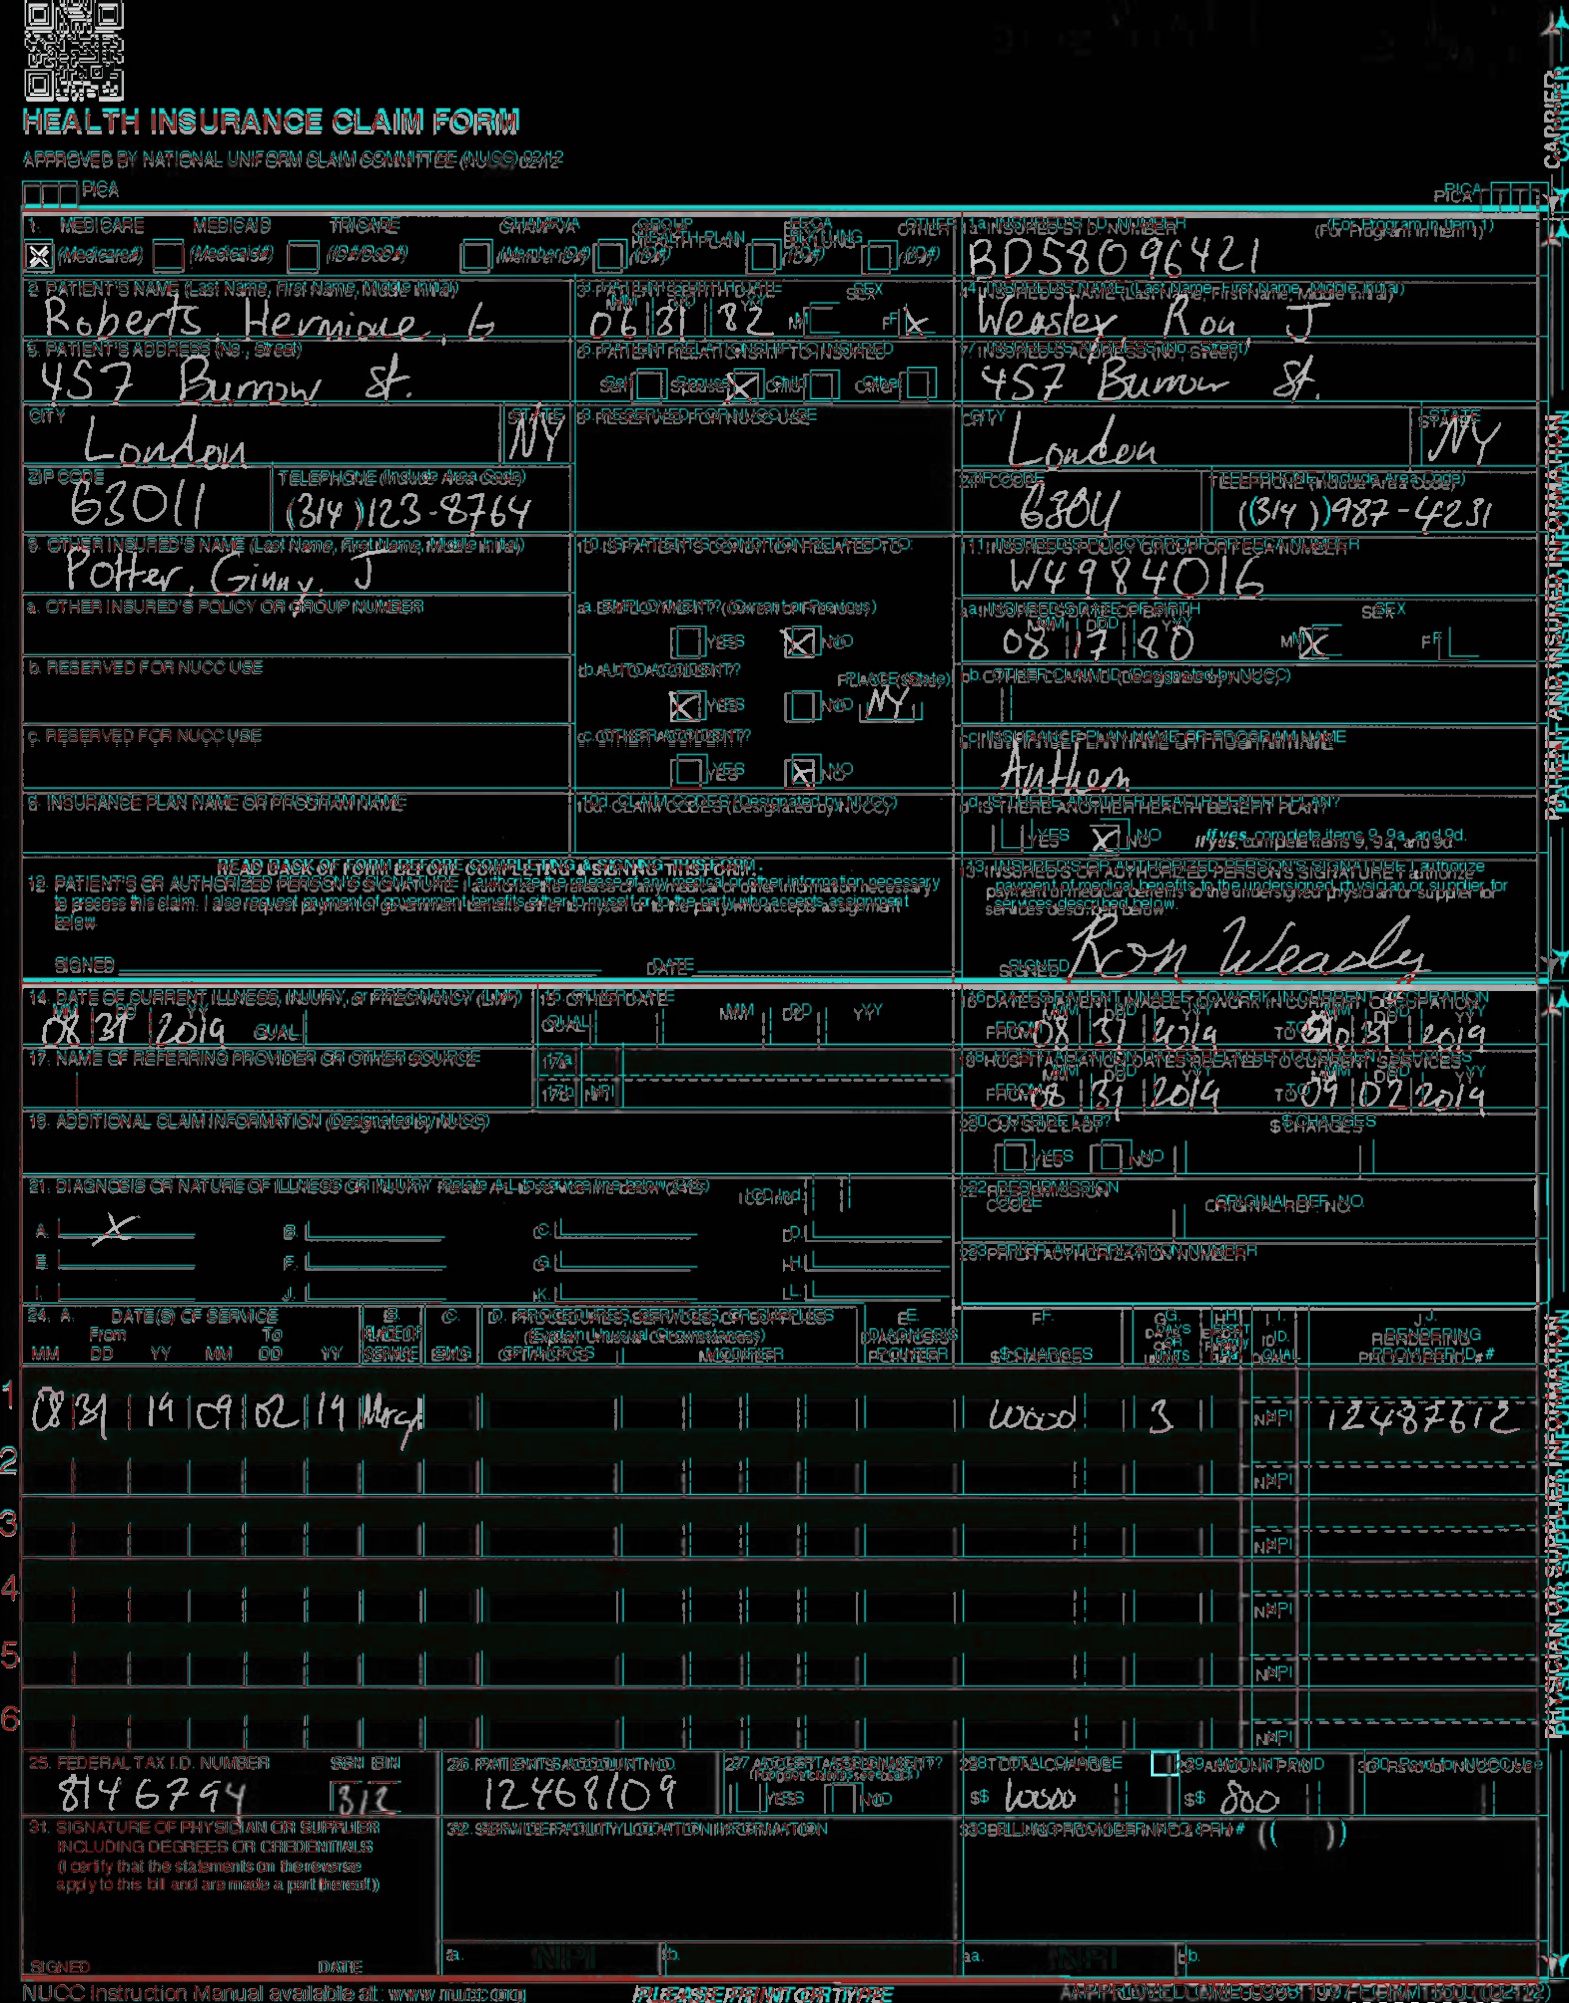 HEALTH INSURANCE CLAIM FORM
APPROVED BY NATIONAL UNIFORM CLAIM COMMITTEE (NUCC) 02/12
PICA PICA
CARRIER
1. MEDICARE MEDICAID TRICARE CHAMPVA GROUP HEALTH PLAN FECA BLK LUNG OTHER 1a. INSURED'S I.D. NUMBER (For Program in Item 1)
X (Medicare#) (Medicaid#) (ID#/DoD#) (Member ID#) (ID#) (ID#) (ID#) BD58096421
2. PATIENT'S NAME (Last Name, First Name, Middle Initial) 3. PATIENT'S BIRTH DATE SEX 4. INSURED'S NAME (Last Name, First Name, Middle Initial)
MM DD YY
Roberts, Hermione, G 06 31 82 M F X Weasley, Ron, J
5. PATIENT'S ADDRESS (No., Street) 6. PATIENT RELATIONSHIP TO INSURED 7. INSURED'S ADDRESS (No., Street)
457 Burrow St. Self Spouse X Child Other 457 Burrow St.
CITY STATE 8. RESERVED FOR NUCC USE CITY STATE
London NY London NY
ZIP CODE TELEPHONE (Include Area Code) ZIP CODE TELEPHONE (Include Area Code)
63011 (314) 123-8764 63011 (314) 987-4231
9. OTHER INSURED'S NAME (Last Name, First Name, Middle Initial) 10. IS PATIENT'S CONDITION RELATED TO: 11. INSURED'S POLICY GROUP OR FECA NUMBER
Potter, Ginny, J W4984016
a. OTHER INSURED'S POLICY OR GROUP NUMBER a. EMPLOYMENT? (Current or Previous) a. INSURED'S DATE OF BIRTH SEX
MM DD YY
YES X NO 08 17 80 M X F
b. RESERVED FOR NUCC USE b. AUTO ACCIDENT? PLACE (State) b. OTHER CLAIM ID (Designated by NUCC)
X YES NO NY
c. RESERVED FOR NUCC USE c. OTHER ACCIDENT? c. INSURANCE PLAN NAME OR PROGRAM NAME
YES X NO Anthem
d. INSURANCE PLAN NAME OR PROGRAM NAME 10d. CLAIM CODES (Designated by NUCC) d. IS THERE ANOTHER HEALTH BENEFIT PLAN?
YES X NO If yes, complete items 9, 9a, and 9d.
READ BACK OF FORM BEFORE COMPLETING & SIGNING THIS FORM.
12. PATIENT'S OR AUTHORIZED PERSON'S SIGNATURE I authorize the release of any medical or other information necessary
to process this claim. I also request payment of government benefits either to myself or to the party who accepts assignment
below.
13. INSURED'S OR AUTHORIZED PERSON'S SIGNATURE I authorize
payment of medical benefits to the undersigned physician or supplier for
services described below.
SIGNED DATE SIGNED Ron Weasley
PATIENT AND INSURED INFORMATION
14. DATE OF CURRENT ILLNESS, INJURY, or PREGNANCY (LMP) 15. OTHER DATE 16. DATES PATIENT UNABLE TO WORK IN CURRENT OCCUPATION
MM DD YY MM DD YY MM DD YY MM DD YY
08 31 2019 QUAL. QUAL. FROM 08 31 2019 TO 10 31 2019
17. NAME OF REFERRING PROVIDER OR OTHER SOURCE 17a. 18. HOSPITALIZATION DATES RELATED TO CURRENT SERVICES
MM DD YY MM DD YY
17b. NPI FROM 08 31 2019 TO 09 02 2019
19. ADDITIONAL CLAIM INFORMATION (Designated by NUCC) 20. OUTSIDE LAB? $ CHARGES
YES NO
21. DIAGNOSIS OR NATURE OF ILLNESS OR INJURY Relate A-L to service line below (24E) ICD Ind. 22. RESUBMISSION CODE ORIGINAL REF. NO.
A. X B. C. D.
E. F. G. H. 23. PRIOR AUTHORIZATION NUMBER
I. J. K. L.
24. A. DATE(S) OF SERVICE B. C. D. PROCEDURES, SERVICES, OR SUPPLIES E. F. G. H. I. J.
From To PLACE OF (Explain Unusual Circumstances) DIAGNOSIS DAYS OR ID. RENDERING
MM DD YY MM DD YY SERVICE EMG CPT/HCPCS MODIFIER POINTER $ CHARGES UNITS QUAL. PROVIDER ID. #
1 08 31 19 09 02 19 3 NPI 12487612
2 NPI
3 NPI
4 NPI
5 NPI
6 NPI
25. FEDERAL TAX I.D. NUMBER SSN EIN 26. PATIENT'S ACCOUNT NO. 27. ACCEPT ASSIGNMENT? 28. TOTAL CHARGE 29. AMOUNT PAID 30. Rsvd for NUCC Use
(For govt. claims, see back)
8146794 312 12468109 YES NO $ 10000 $ 800
31. SIGNATURE OF PHYSICIAN OR SUPPLIER 32. SERVICE FACILITY LOCATION INFORMATION 33. BILLING PROVIDER INFO & PH # ( )
INCLUDING DEGREES OR CREDENTIALS
(I certify that the statements on the reverse
apply to this bill and are made a part thereof.)
SIGNED DATE a. NPI b. a. NPI b.
PHYSICIAN OR SUPPLIER INFORMATION
NUCC Instruction Manual available at: www.nucc.org PLEASE PRINT OR TYPE